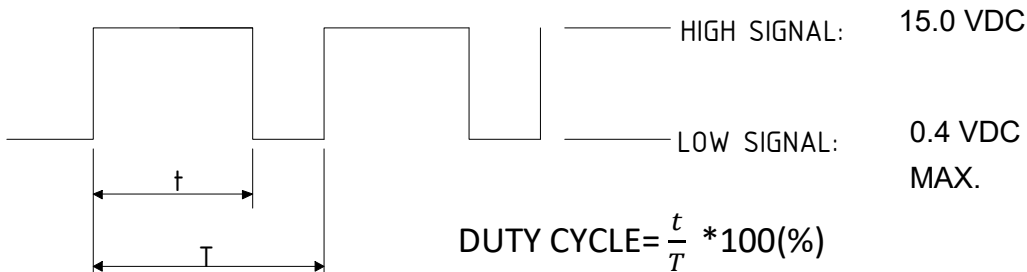 HIGH SIGNAL: 15.0 VDC
LOW SIGNAL: 0.4 VDC
MAX.
t
T
DUTY CYCLE= t/T *100(%)